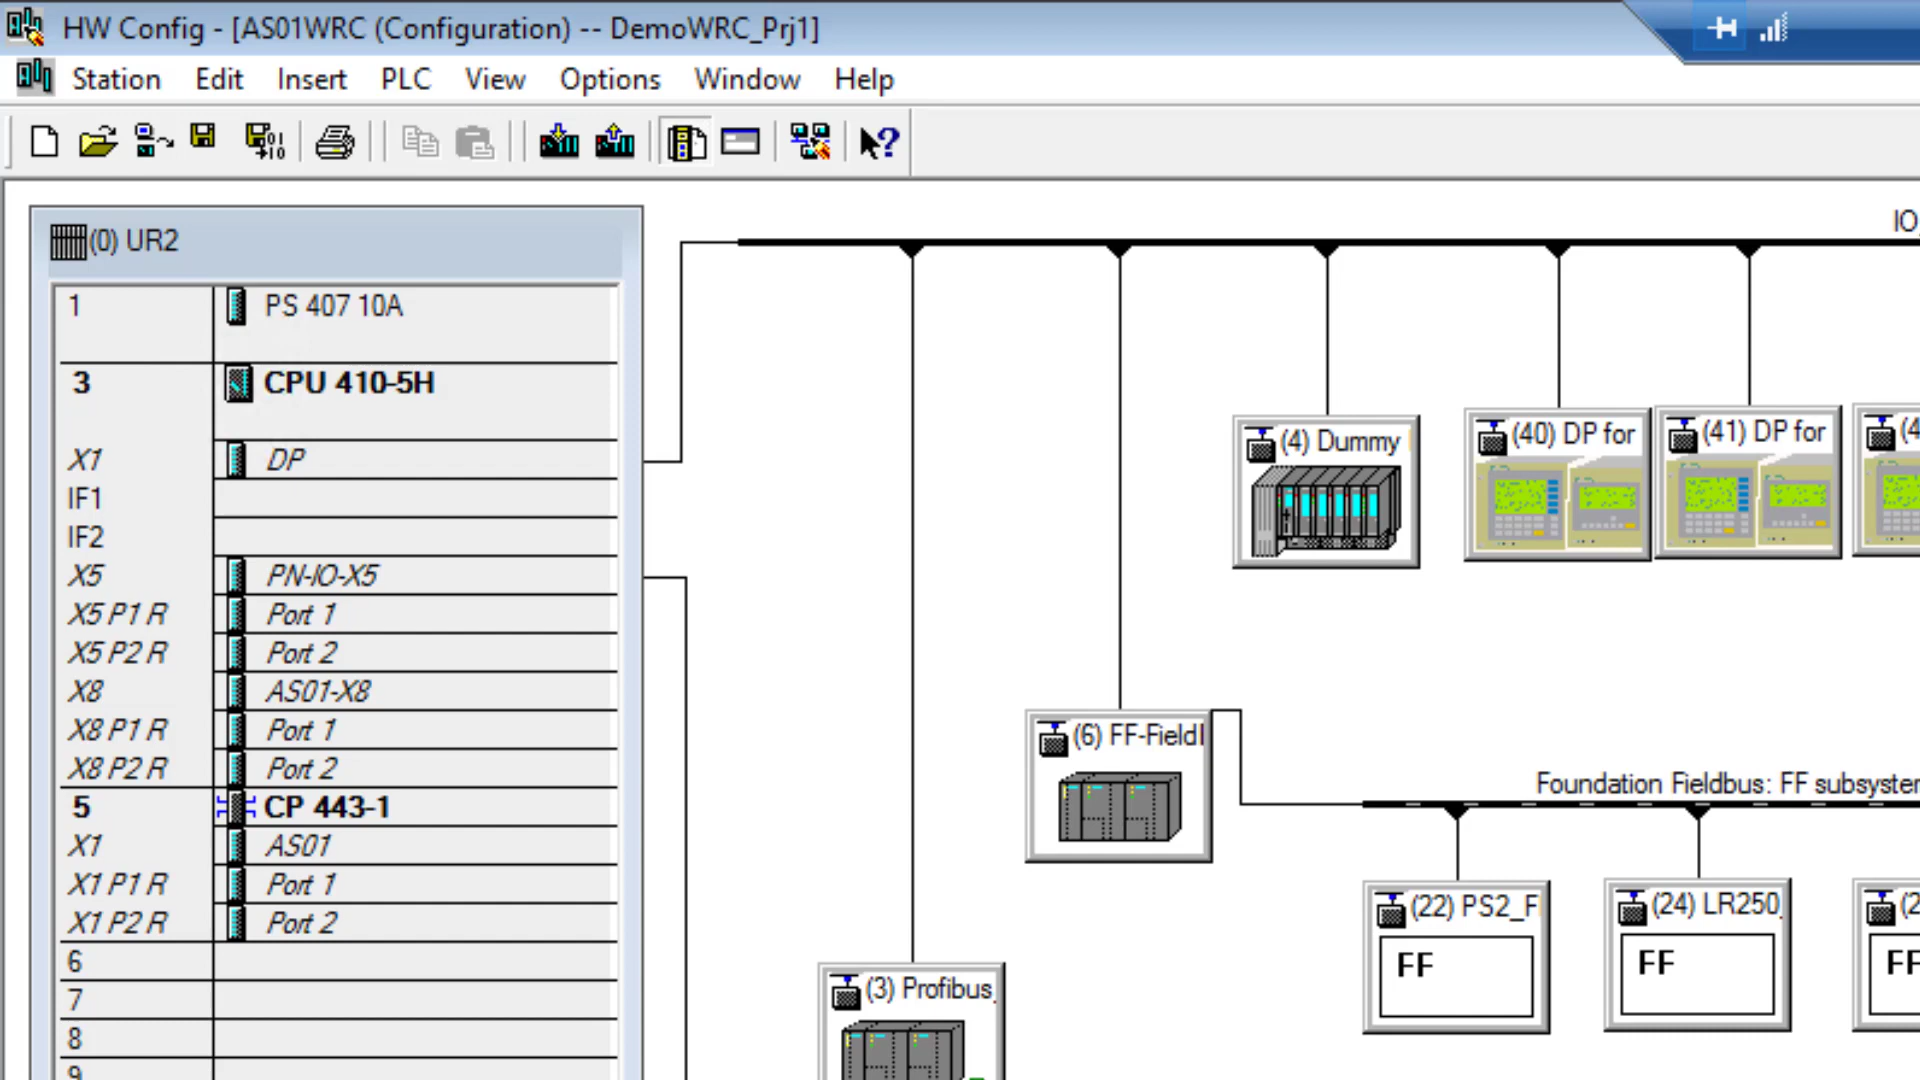 HW Config - [AS01WRC (Configuration) -- DemoWRC_Prj1]
Station Edit Insert PLC View Options Window Help
(0) UR2
1 PS 407 10A
3 CPU 410-5H
X1 DP
IF1
IF2
X5 PN-IO-X5
X5 P1 R Port 1
X5 P2 R Port 2
X8 AS01-X8
X8 P1 R Port 1
X8 P2 R Port 2
5 CP 443-1
X1 AS01
X1 P1 R Port 1
X1 P2 R Port 2
6
7
8
9
IO
(4) Dummy
(40) DP for
(41) DP for
(4
(6) FF-Field
Foundation Fieldbus: FF subsyster
(22) PS2_F
FF
(24) LR250_
FF
(2
FF
(3) Profibus_